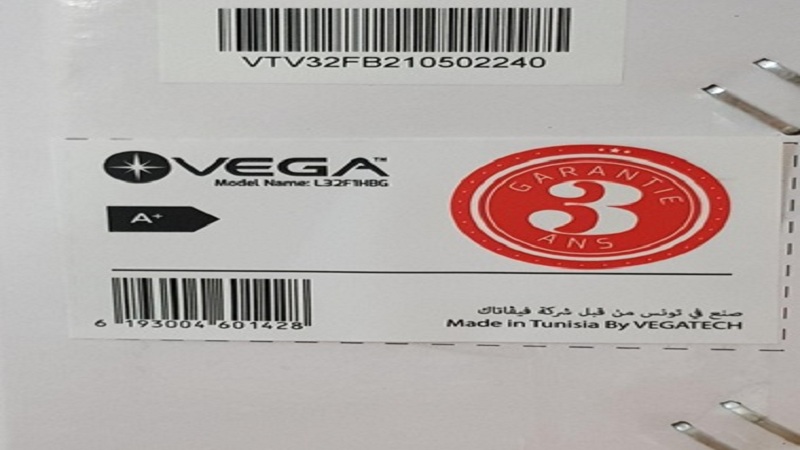 VTV32FB210502240
VEGA™
Model Name: L32F1HBG
A+
GARANTIE
3
ANS
6 193004 601428
صنع في تونس من قبل شركة فيقاتاك
Made in Tunisia By VEGATECH